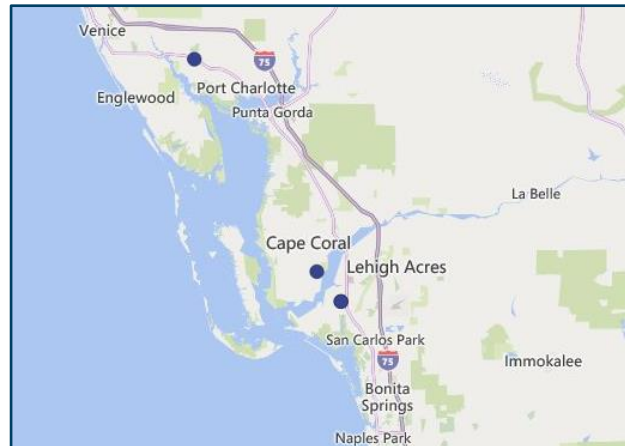 Venice
75
Port Charlotte
Englewood
Punta Gorda
La Belle
Cape Coral
Lehigh Acres
San Carlos Park
75
Immokalee
Bonita
Springs
Naples Park